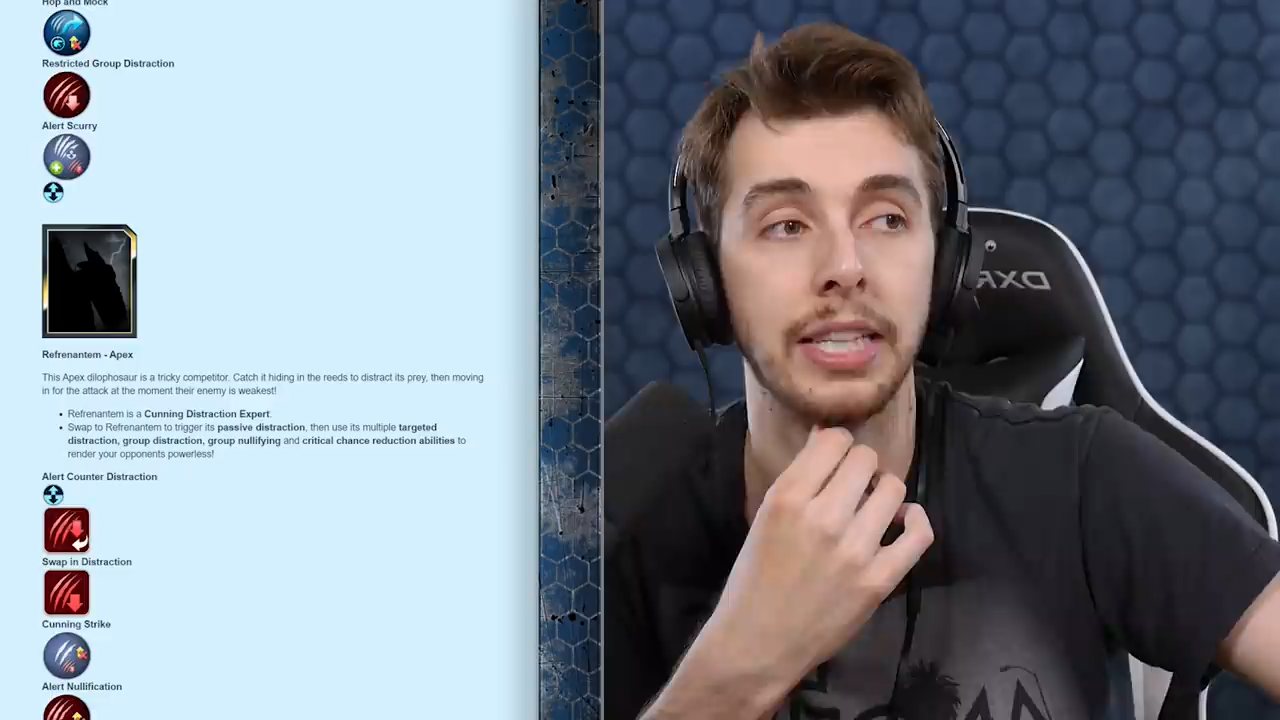 Hop and Mock
Restricted Group Distraction
Alert Scurry
Refrenantem - Apex
This Apex dilophosaur is a tricky competitor. Catch it hiding in the reeds to distract its prey, then moving
in for the attack at the moment their enemy is weakest!
Refrenantem is a Cunning Distraction Expert.
Swap to Refrenantem to trigger its passive distraction, then use its multiple targeted
distraction, group distraction, group nullifying and critical chance reduction abilities to
render your opponents powerless!
Alert Counter Distraction
Swap in Distraction
Cunning Strike
Alert Nullification